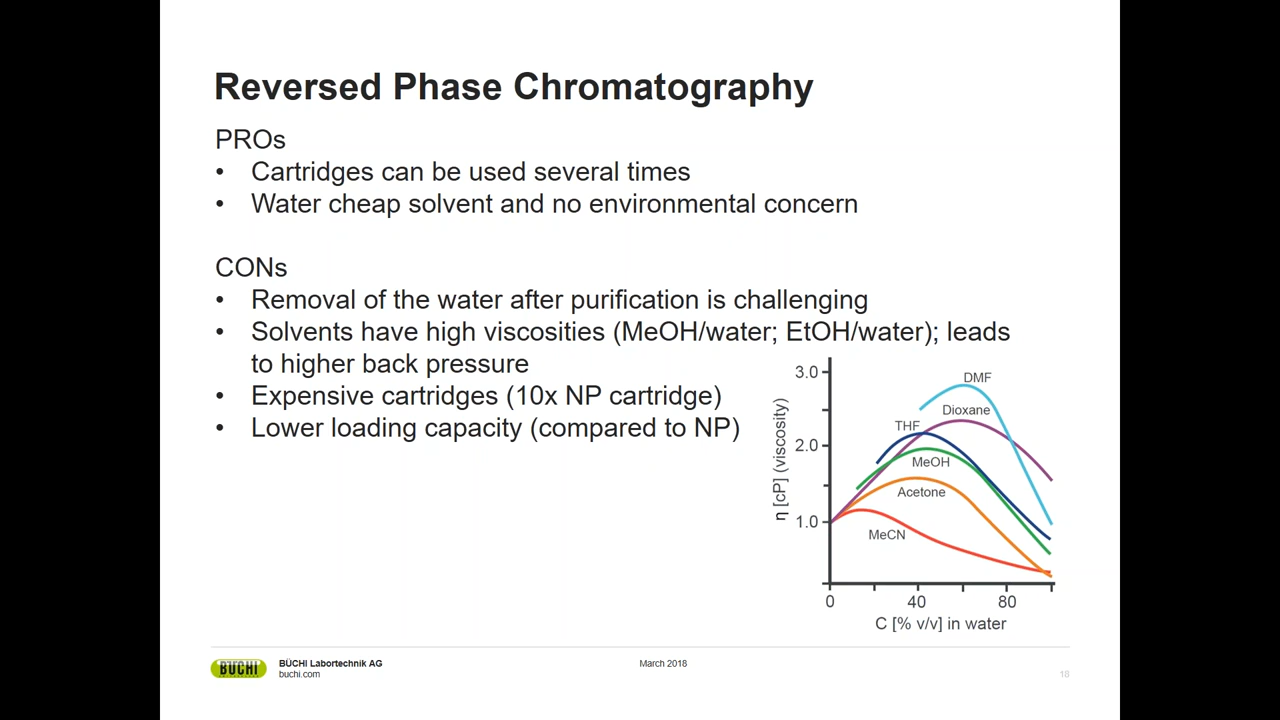 Reversed Phase Chromatography
PROs
• Cartridges can be used several times
• Water cheap solvent and no environmental concern
CONs
• Removal of the water after purification is challenging
• Solvents have high viscosities (MeOH/water; EtOH/water); leads
to higher back pressure
• Expensive cartridges (10x NP cartridge)
• Lower loading capacity (compared to NP)
η [cP] (viscosity)
3.0
2.0
1.0
DMF
Dioxane
THF
MeOH
Acetone
MeCN
0 40 80
C [% v/v] in water
BÜCHI
BÜCHI Labortechnik AG
buchi.com
March 2018
18